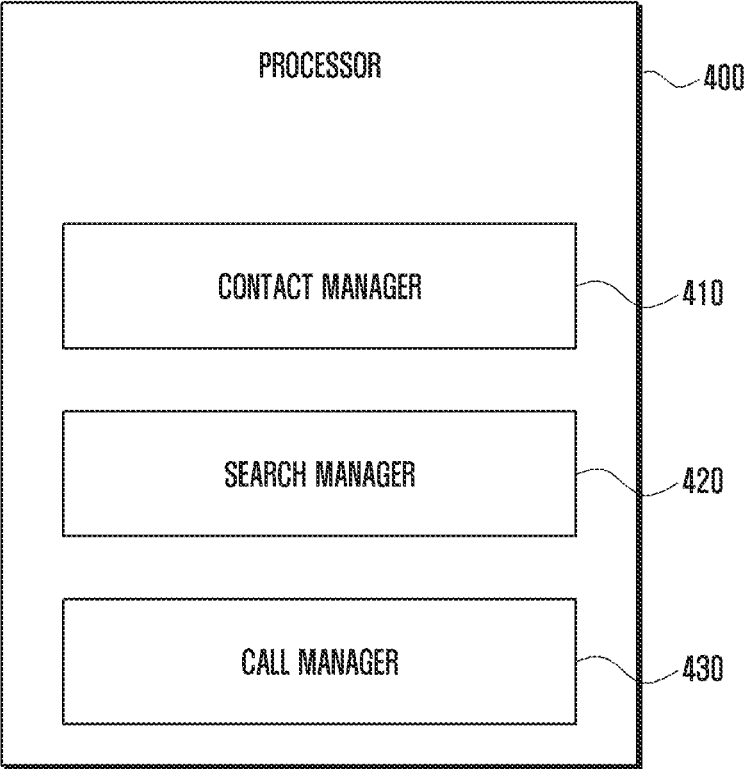 PROCESSOR
400
CONTACT MANAGER
410
SEARCH MANAGER
420
CALL MANAGER
430